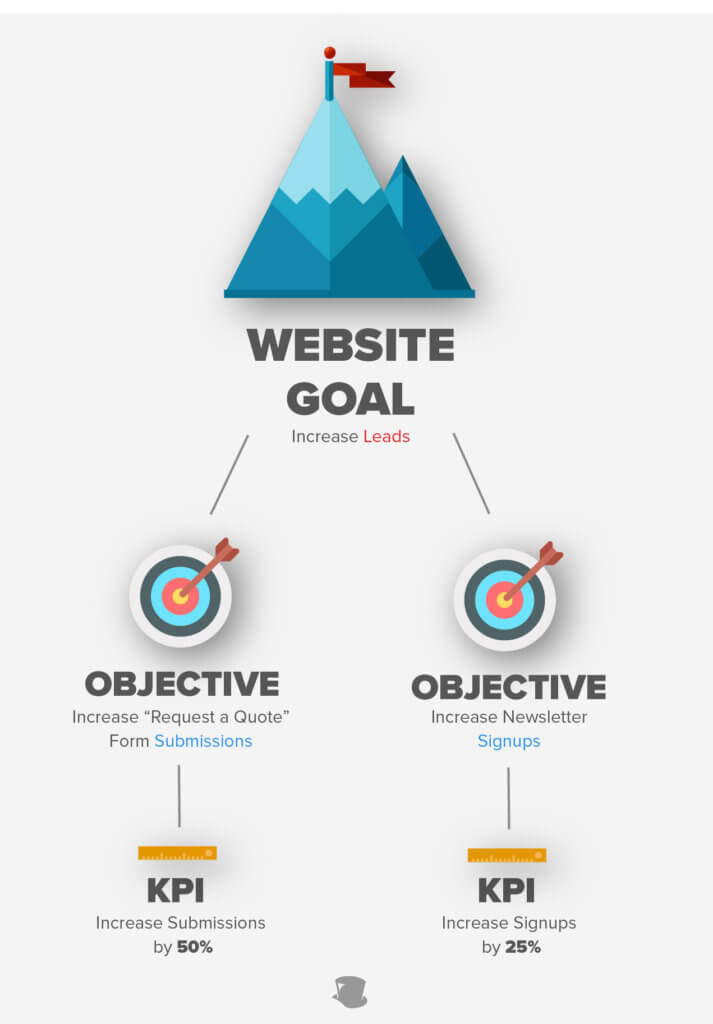 WEBSITE
GOAL
Increase Leads
OBJECTIVE
Increase “Request a Quote”
Form Submissions
KPI
Increase Submissions
by 50%
OBJECTIVE
Increase Newsletter
Signups
KPI
Increase Signups
by 25%